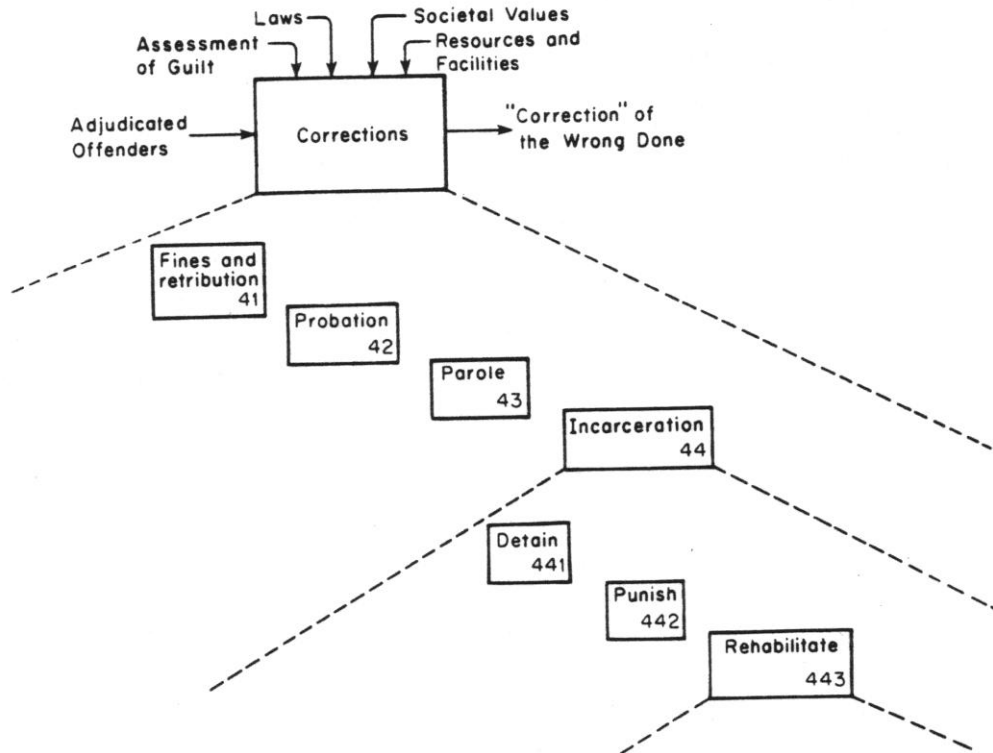 Laws
Societal Values
Assessment
of Guilt
Resources and
Facilities
Adjudicated
Offenders
Corrections
"Correction" of
the Wrong Done
Fines and
retribution
41
Probation
42
Parole
43
Incarceration
44
Detain
441
Punish
442
Rehabilitate
443